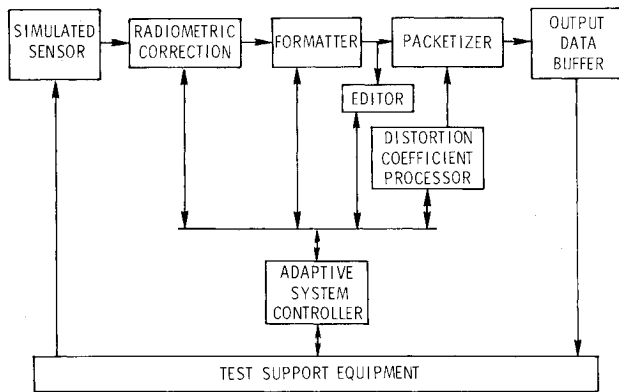 SIMULATED
SENSOR
RADIOMETRIC
CORRECTION
FORMATTER
PACKETIZER
OUTPUT
DATA
BUFFER
EDITOR
DISTORTION
COEFFICIENT
PROCESSOR
ADAPTIVE
SYSTEM
CONTROLLER
TEST SUPPORT EQUIPMENT